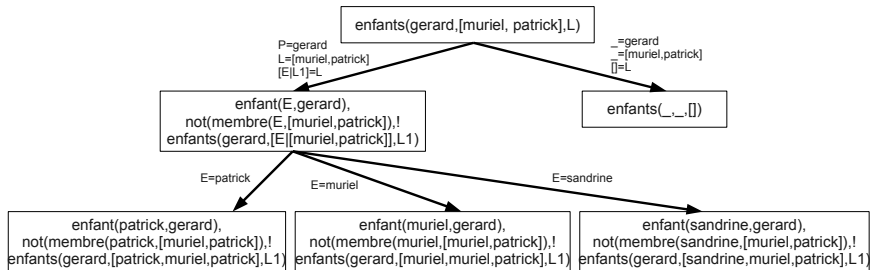 enfants(gerard,[muriel, patrick],L)
P=gerard
L=[muriel,patrick]
[E|L1]=L
_=gerard
_=[muriel,patrick]
[]=L
enfant(E,gerard),
not(membre(E,[muriel,patrick]),!
enfants(gerard,[E|[muriel,patrick]],L1)
enfants(_,_,[])
E=patrick
E=muriel
E=sandrine
enfant(patrick,gerard),
not(membre(patrick,[muriel,patrick]),!
enfants(gerard,[patrick,muriel,patrick],L1)
enfant(muriel,gerard),
not(membre(muriel,[muriel,patrick]),!
enfants(gerard,[muriel,muriel,patrick],L1)
enfant(sandrine,gerard),
not(membre(sandrine,[muriel,patrick]),!
enfants(gerard,[sandrine,muriel,patrick],L1)